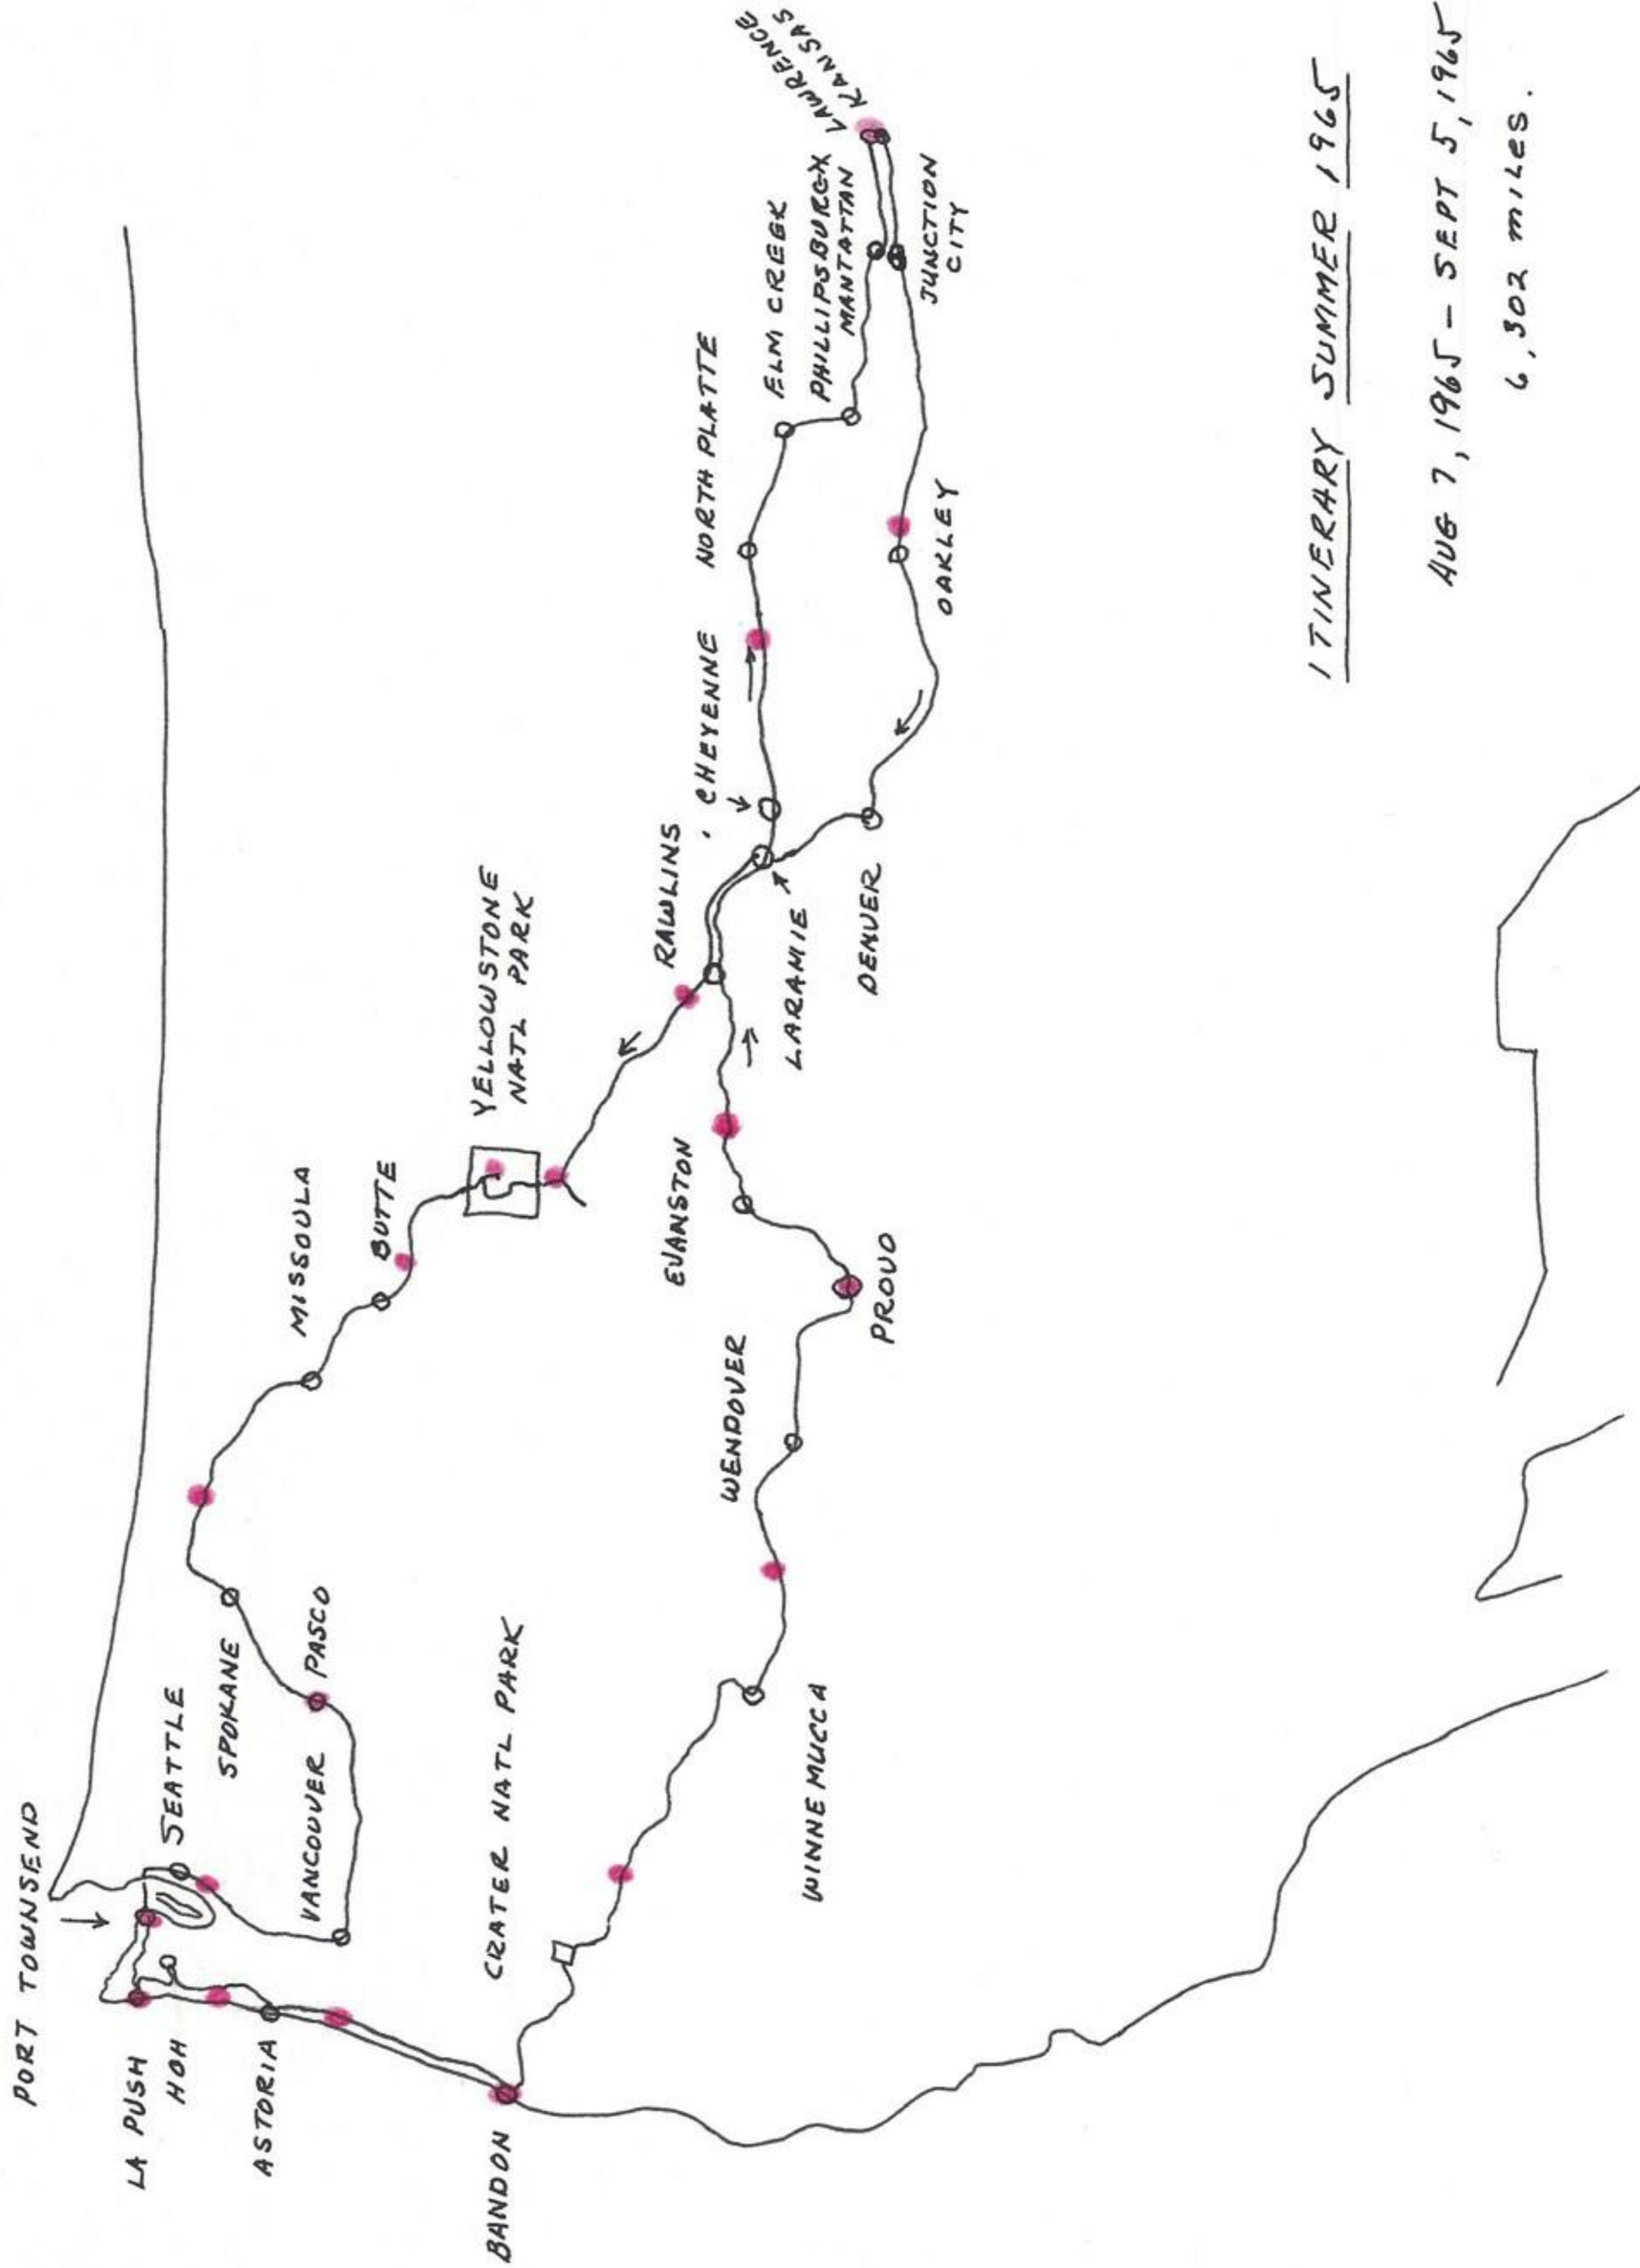 PORT TOWNSEND
LA PUSH
HOH
ASTORIA
BANDON
SEATTLE
SPOKANE
VANCOUVER
PASCO
CRATER NATL PARK
WINNEMUCCA
MISSOULA
BUTTE
YELLOWSTONE
NATL PARK
WENDOVER
EVANSTON
PROVO
RAWLINS
LARAMIE
CHEYENNE
DENVER
NORTH PLATTE
ELM CREEK
PHILLIPSBURGX
MANTATTAN
OAKLEY
JUNCTION
CITY
LAWRENCE
KANSAS
ITINERARY SUMMER 1965
AUG 7, 1965 - SEPT 5, 1965
6,302 miles.